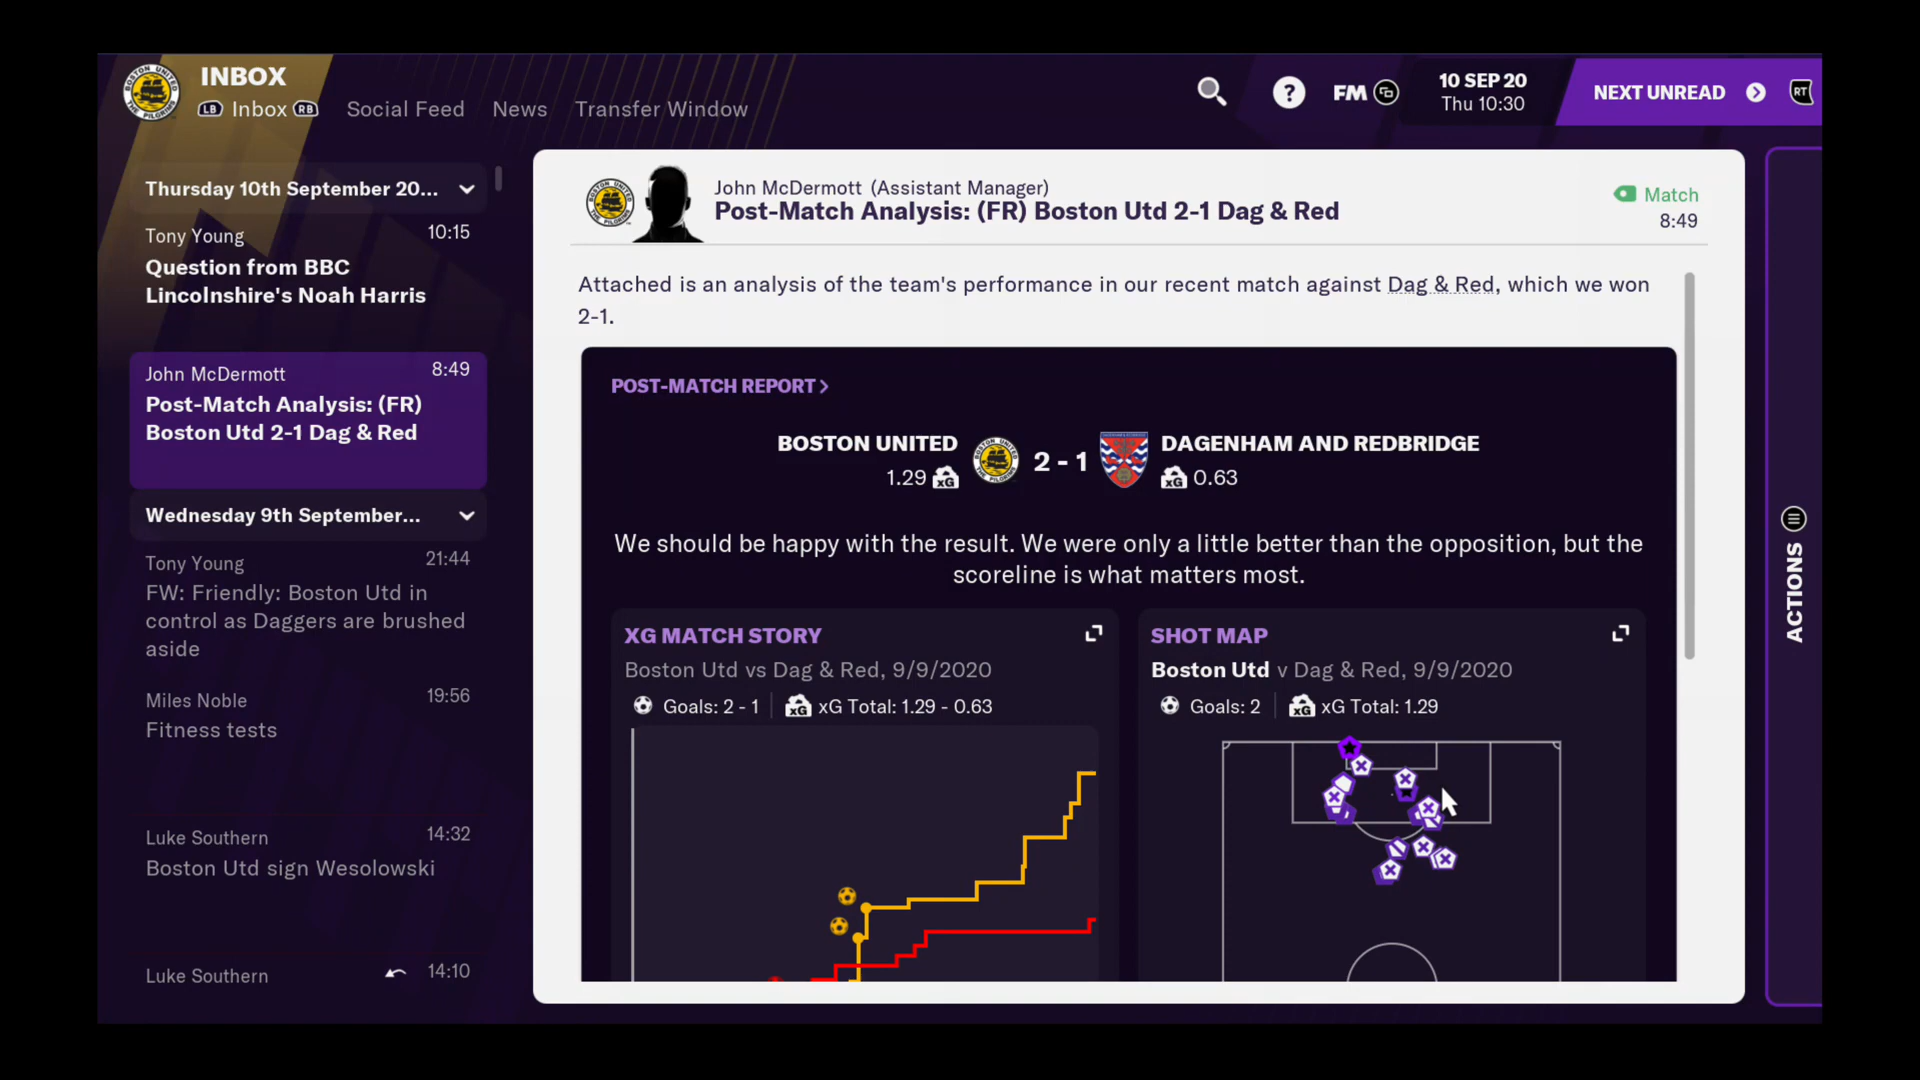 INBOX
LB Inbox RB Social Feed News Transfer Window
? FM 10 SEP 20
Thu 10:30
NEXT UNREAD RT
Thursday 10th September 20...
Tony Young 10:15
Question from BBC
Lincolnshire's Noah Harris
John McDermott 8:49
Post-Match Analysis: (FR)
Boston Utd 2-1 Dag & Red
Wednesday 9th September...
Tony Young 21:44
FW: Friendly: Boston Utd in
control as Daggers are brushed
aside
Miles Noble 19:56
Fitness tests
Luke Southern 14:32
Boston Utd sign Wesolowski
Luke Southern 14:10
John McDermott (Assistant Manager)
Post-Match Analysis: (FR) Boston Utd 2-1 Dag & Red
Match
8:49
Attached is an analysis of the team's performance in our recent match against Dag & Red, which we won
2-1.
POST-MATCH REPORT
BOSTON UNITED 2 - 1 DAGENHAM AND REDBRIDGE
1.29 xG xG 0.63
We should be happy with the result. We were only a little better than the opposition, but the
scoreline is what matters most.
XG MATCH STORY
Boston Utd vs Dag & Red, 9/9/2020
Goals: 2 - 1 xG xG Total: 1.29 - 0.63
SHOT MAP
Boston Utd v Dag & Red, 9/9/2020
Goals: 2 xG xG Total: 1.29
ACTIONS